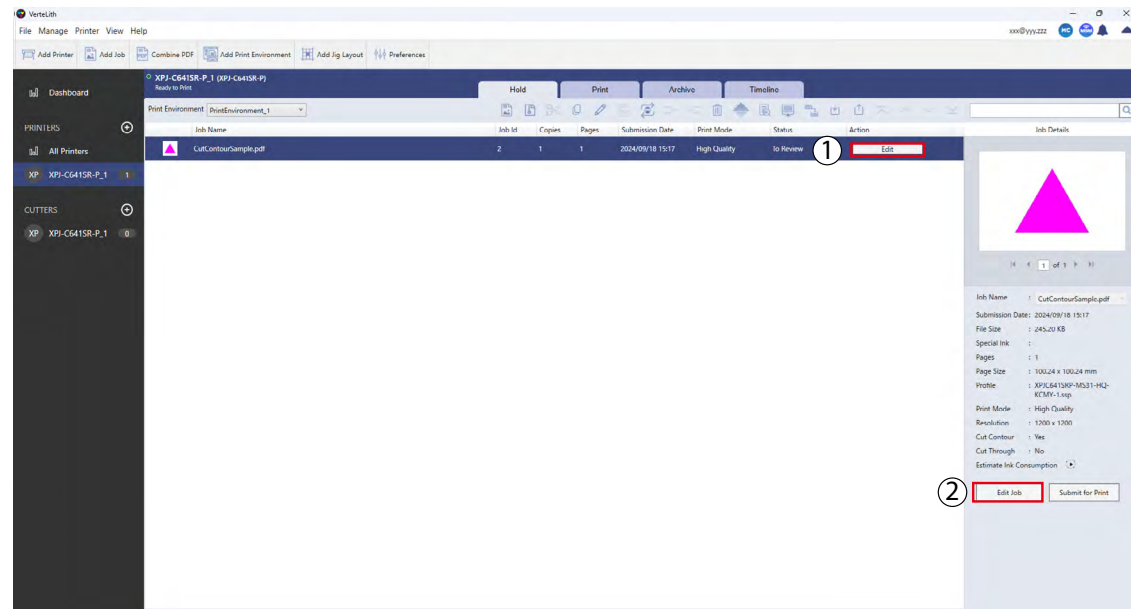 VerteLith
File Manage Printer View Help
xxx@yyy.zzz MC
Add Printer Add Job Combine PDF Add Print Environment Add Jig Layout Preferences
Dashboard
XPJ-C641SR-P_1 (XPJ-C641SR-P)
Ready to Print
Hold Print Archive Timeline
Print Environment PrintEnvironment_1
PRINTERS
Job Name Job Id Copies Pages Submission Date Print Mode Status Action Job Details
All Printers
CutContourSample.pdf 2 1 1 2024/09/18 15:17 High Quality To Review ① Edit
XP XPJ-C641SR-P_1 1
CUTTERS
XP XPJ-C641SR-P_1 0
1 of 1
Job Name : CutContourSample.pdf
Submission Date: 2024/09/18 15:17
File Size : 245.20 KB
Special Ink :
Pages : 1
Page Size : 100.24 x 100.24 mm
Profile : XPJC641SRP-MS31-HQ-
KCMY-1.ssp
Print Mode : High Quality
Resolution : 1200 x 1200
Cut Contour : Yes
Cut Through : No
Estimate Ink Consumption
② Edit Job Submit for Print